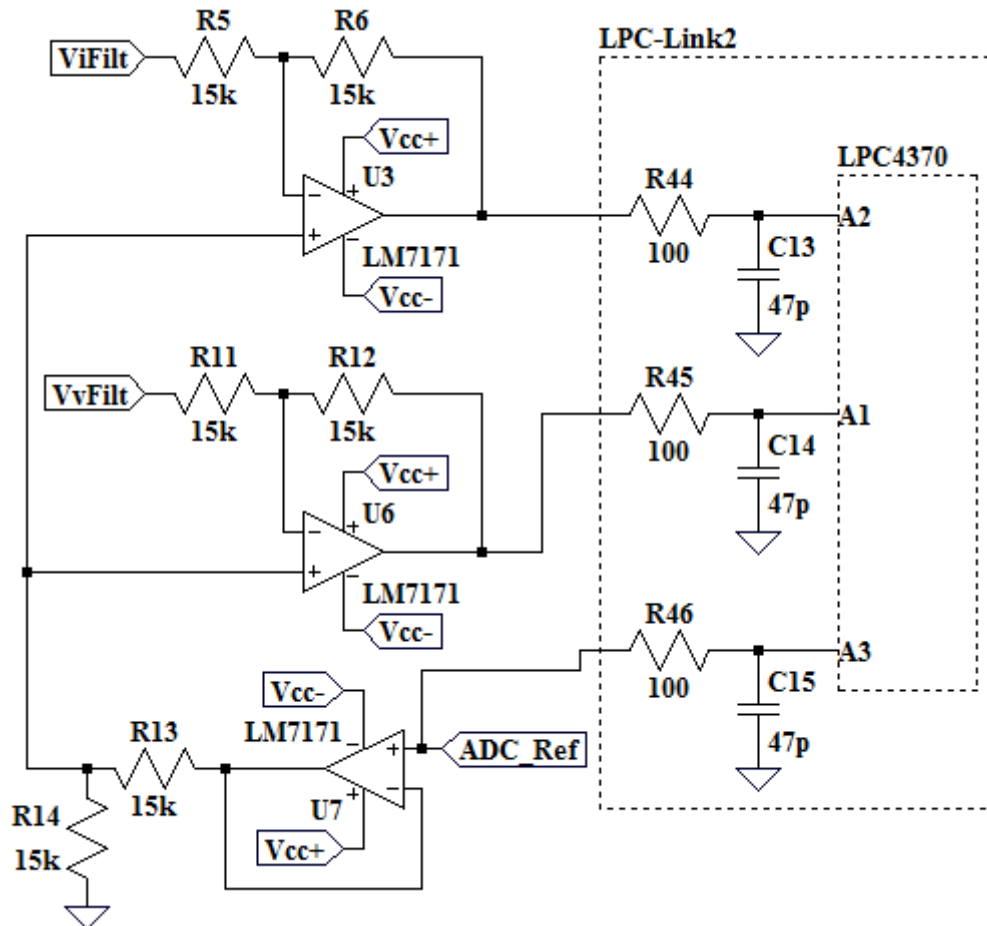 R5
R6
LPC-Link2
ViFilt
15k
15k
Vcc+
LPC4370
U3
R44
A2
LM7171
100
C13
Vcc-
47p
R11
R12
R45
VvFilt
A1
15k
15k
100
C14
Vcc+
U6
47p
LM7171
Vcc-
R46
A3
Vcc-
100
C15
R13
LM7171
ADC_Ref
47p
15k
U7
R14
Vcc+
15k